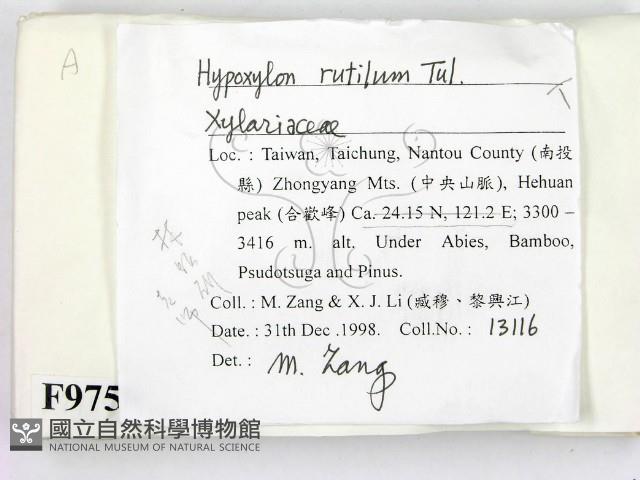 A
Hypoxylon rutilum Tul.
Xylariaceae
Loc. : Taiwan, Taichung, Nantou County (南投
縣) Zhongyang Mts. (中央山脈), Hehuan
peak (合歡峰) Ca. 24.15 N, 121.2 E; 3300 –
3416 m. alt. Under Abies, Bamboo,
Psudotsuga and Pinus.
Coll. : M. Zang & X. J. Li (臧穆、黎興江)
Date. : 31th Dec .1998. Coll.No. : 13116
Det. : M. Zang
F975
國立自然科學博物館
NATIONAL MUSEUM OF NATURAL SCIENCE